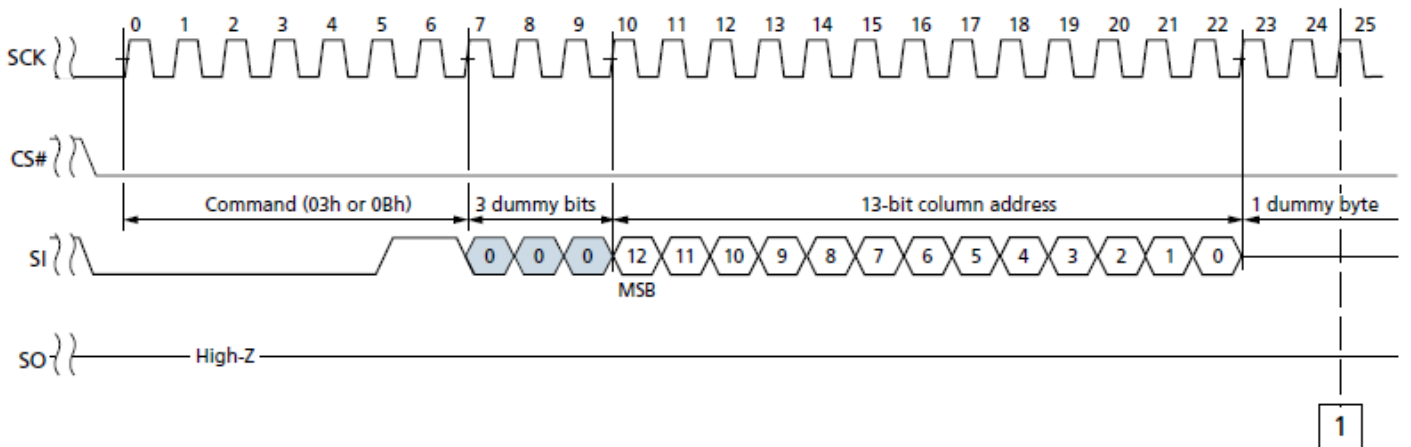 0 1 2 3 4 5 6 7 8 9 10 11 12 13 14 15 16 17 18 19 20 21 22 23 24 25
SCK
CS#
Command (03h or 0Bh) 3 dummy bits 13-bit column address 1 dummy byte
SI 0 0 0 12 11 10 9 8 7 6 5 4 3 2 1 0
MSB
SO High-Z
1